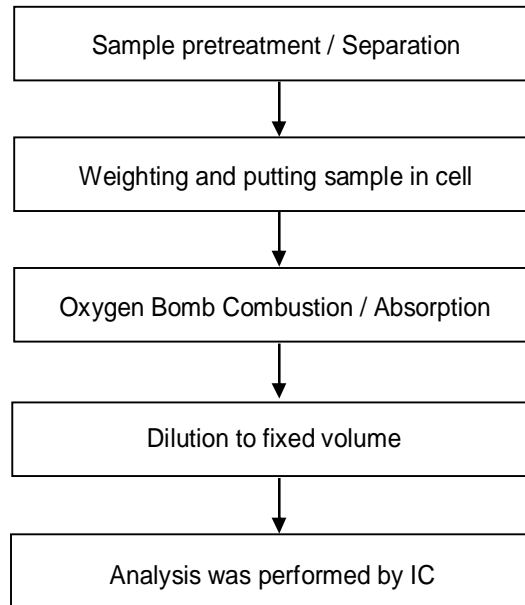 Sample pretreatment / Separation
Weighting and putting sample in cell
Oxygen Bomb Combustion / Absorption
Dilution to fixed volume
Analysis was performed by IC